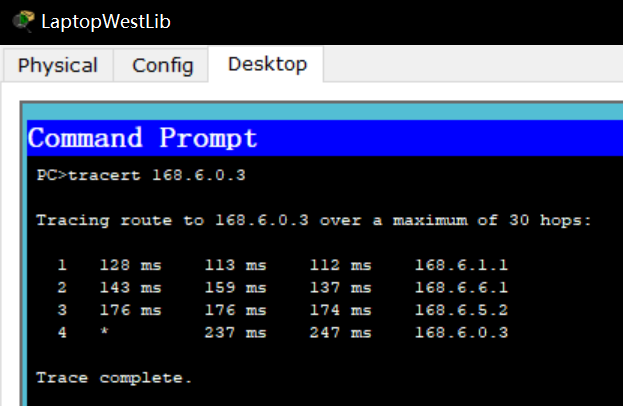 LaptopWestLib
Physical Config Desktop
Command Prompt
PC>tracert 168.6.0.3
Tracing route to 168.6.0.3 over a maximum of 30 hops:
1 128 ms 113 ms 112 ms 168.6.1.1
2 143 ms 159 ms 137 ms 168.6.6.1
3 176 ms 176 ms 174 ms 168.6.5.2
4 * 237 ms 247 ms 168.6.0.3
Trace complete.